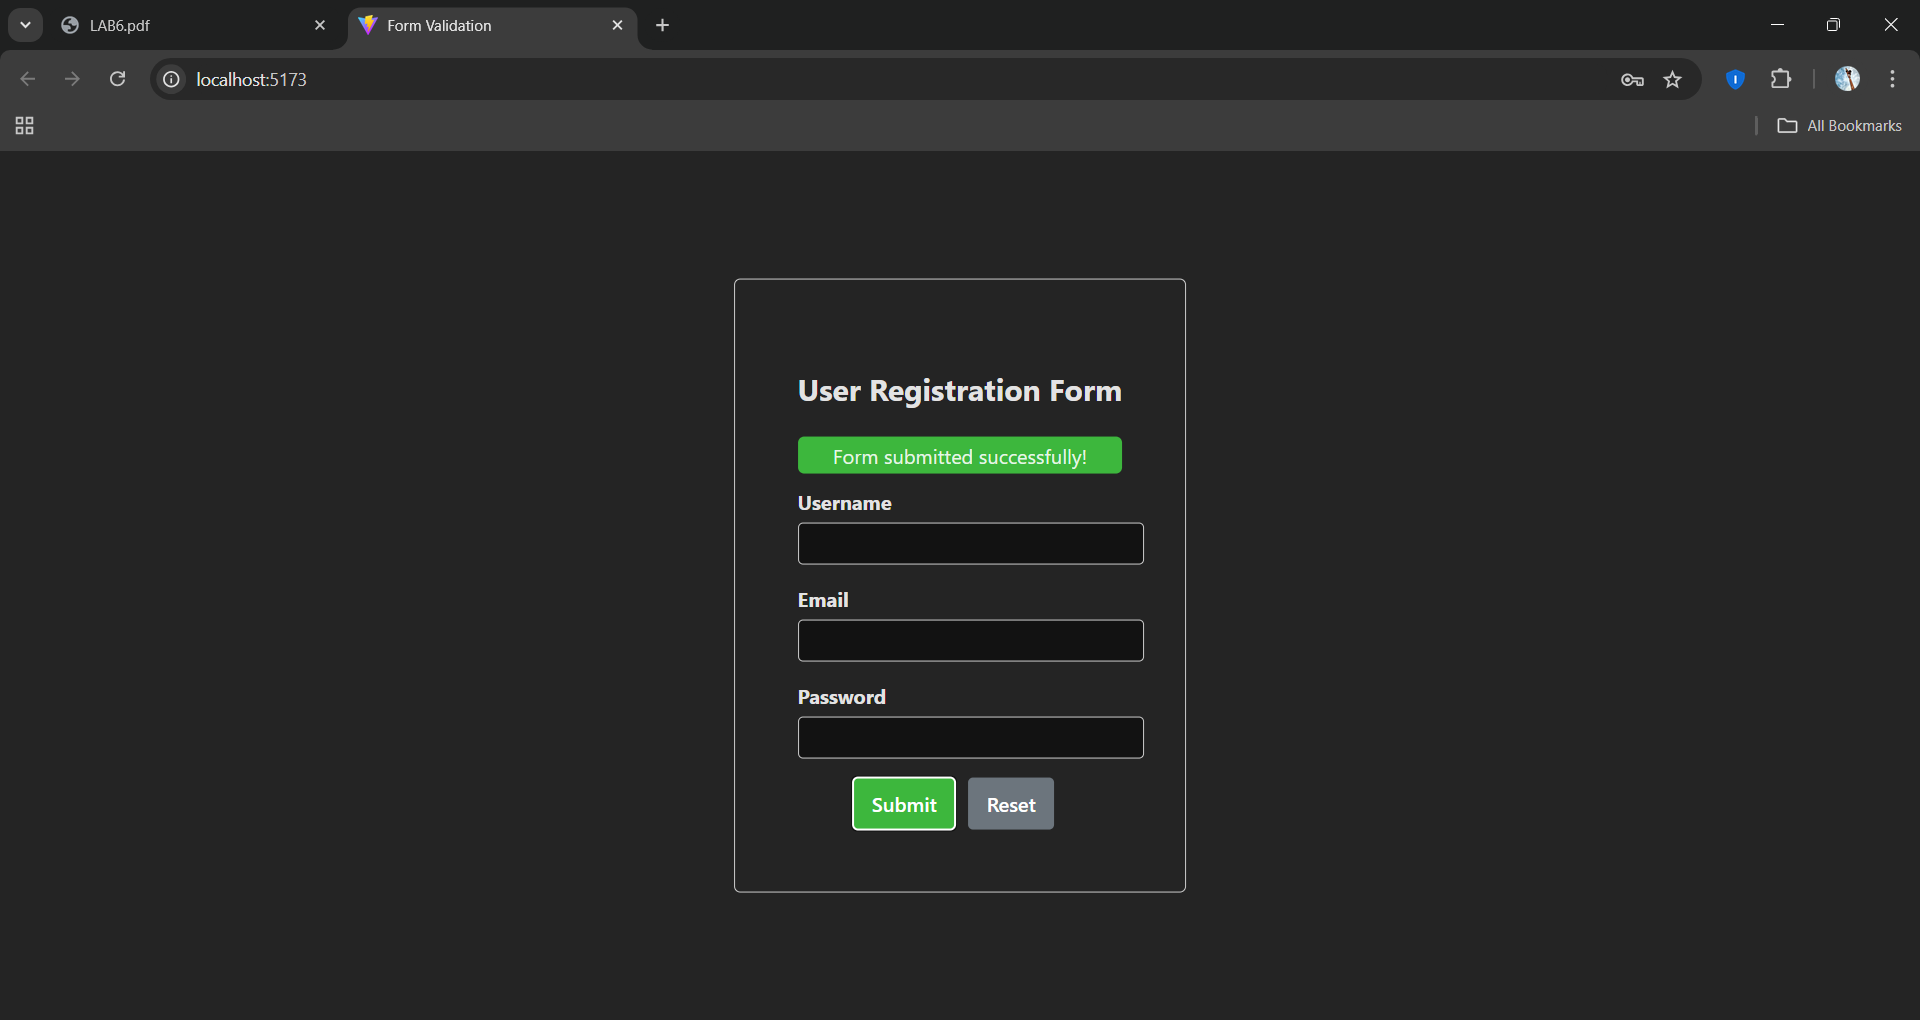 LAB6.pdf
Form Validation
localhost:5173
All Bookmarks
User Registration Form
Form submitted successfully!
Username
Email
Password
Submit
Reset